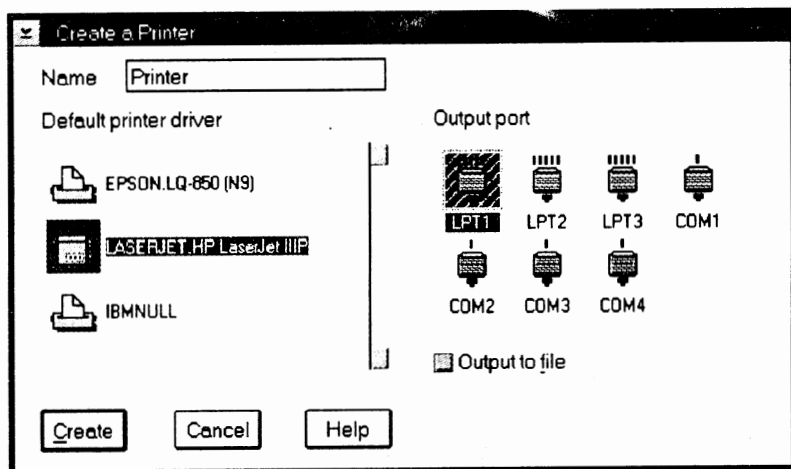 Create a Printer
Name Printer
Default printer driver
EPSON.LQ-850 (N9)
LASERJET.HP LaserJet IIIP
IBMNULL
Output port
LPT1 LPT2 LPT3 COM1
COM2 COM3 COM4
Output to file
Create Cancel Help